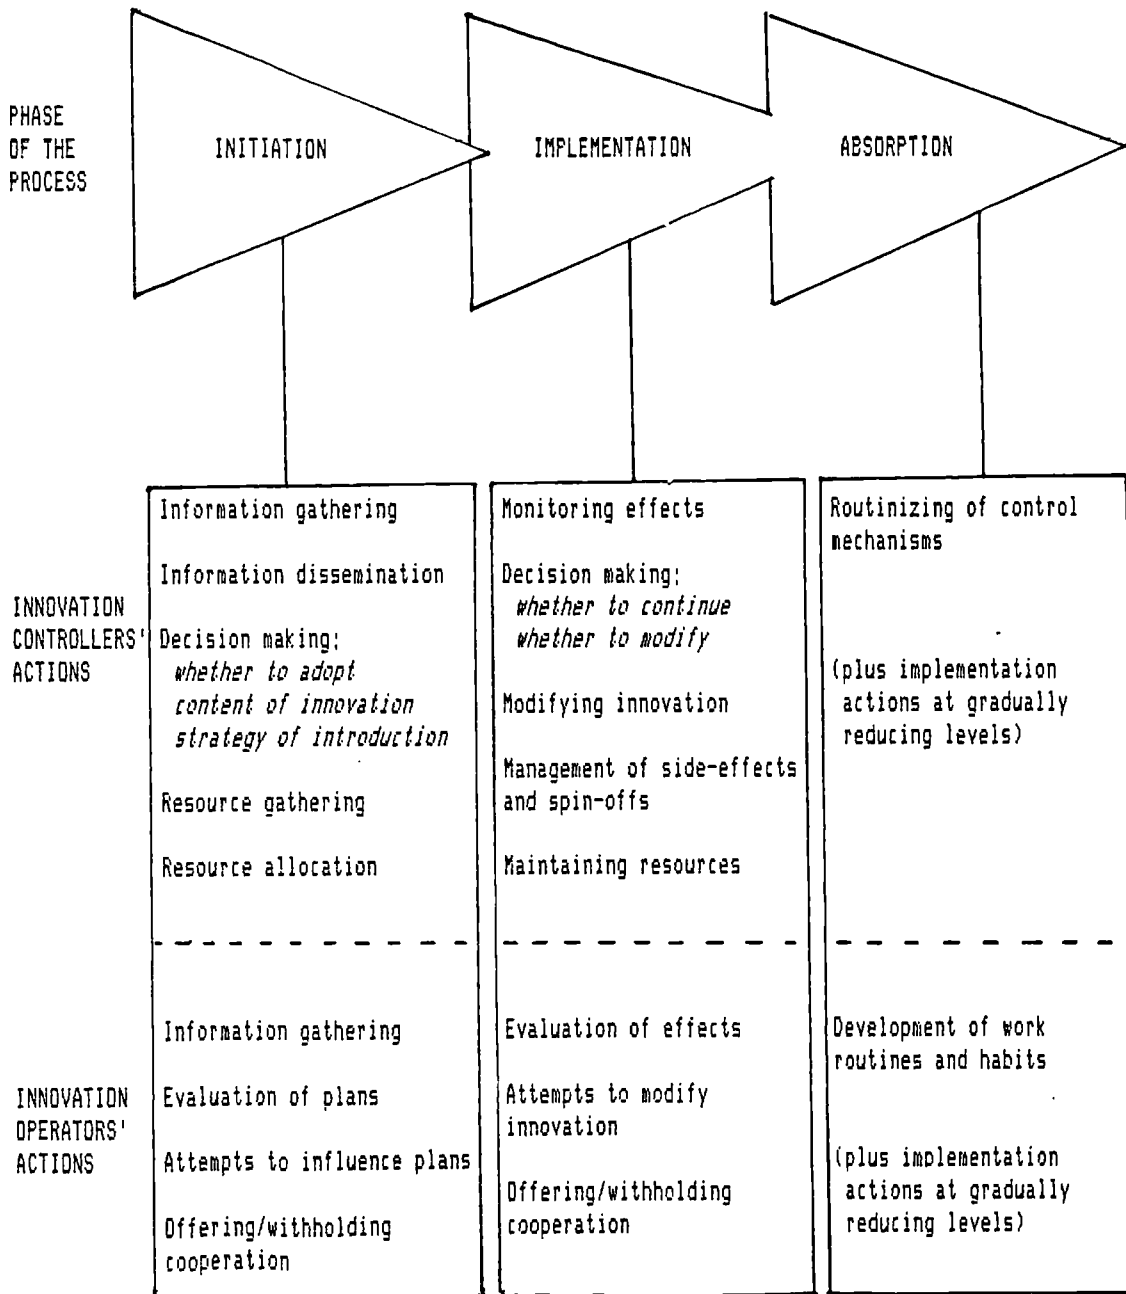 PHASE
OF THE
PROCESS
INITIATION
IMPLEMENTATION
ABSORPTION
INNOVATION
CONTROLLERS'
ACTIONS
Information gathering
Information dissemination
Decision making:
whether to adopt
content of innovation
strategy of introduction
Resource gathering
Resource allocation
Monitoring effects
Decision making:
whether to continue
whether to modify
Modifying innovation
Management of side-effects
and spin-offs
Maintaining resources
Routinizing of control
mechanisms
(plus implementation
actions at gradually
reducing levels)
INNOVATION
OPERATORS'
ACTIONS
Information gathering
Evaluation of plans
Attempts to influence plans
Offering/withholding
cooperation
Evaluation of effects
Attempts to modify
innovation
Offering/withholding
cooperation
Development of work
routines and habits
(plus implementation
actions at gradually
reducing levels)